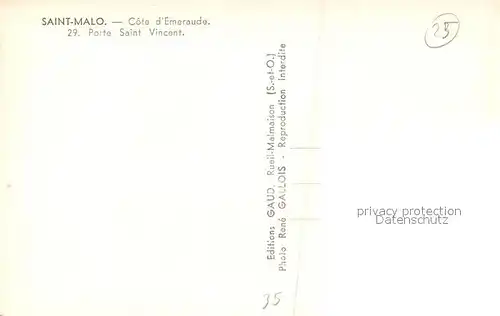 SAINT-MALO. — Côte d'Emeraude.
29. Porte Saint Vincent.
25
Editions GAUD, Rueil-Malmaison (S.-et-O.)
Photo René GALLOIS - Reproduction Interdite
privacy protection
Datenschutz
35